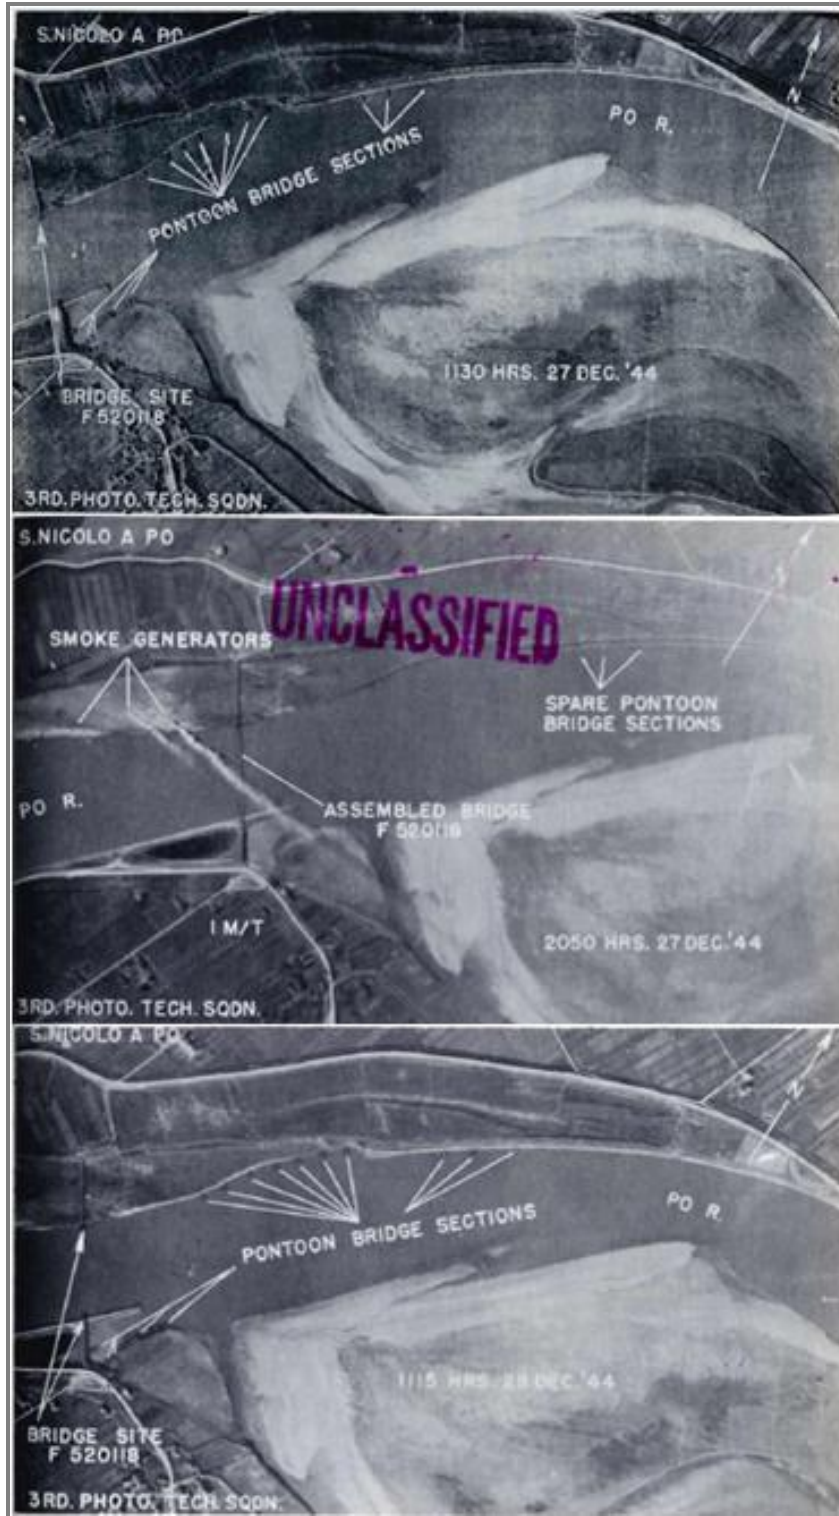 S.NICOLO A PO
PO R.
N
PONTOON BRIDGE SECTIONS
1130 HRS. 27 DEC. '44
BRIDGE SITE
F 520118
3RD. PHOTO. TECH. SQDN.
S.NICOLO A PO
UNCLASSIFIED
SMOKE GENERATORS
SPARE PONTOON
BRIDGE SECTIONS
PO R.
ASSEMBLED BRIDGE
F 520118
1 M/T
2050 HRS. 27 DEC. '44
3RD. PHOTO. TECH. SQDN.
S.NICOLO A PO
N
PO R.
PONTOON BRIDGE SECTIONS
1115 HRS 28 DEC. '44
BRIDGE SITE
F 520118
3RD. PHOTO. TECH. SQDN.